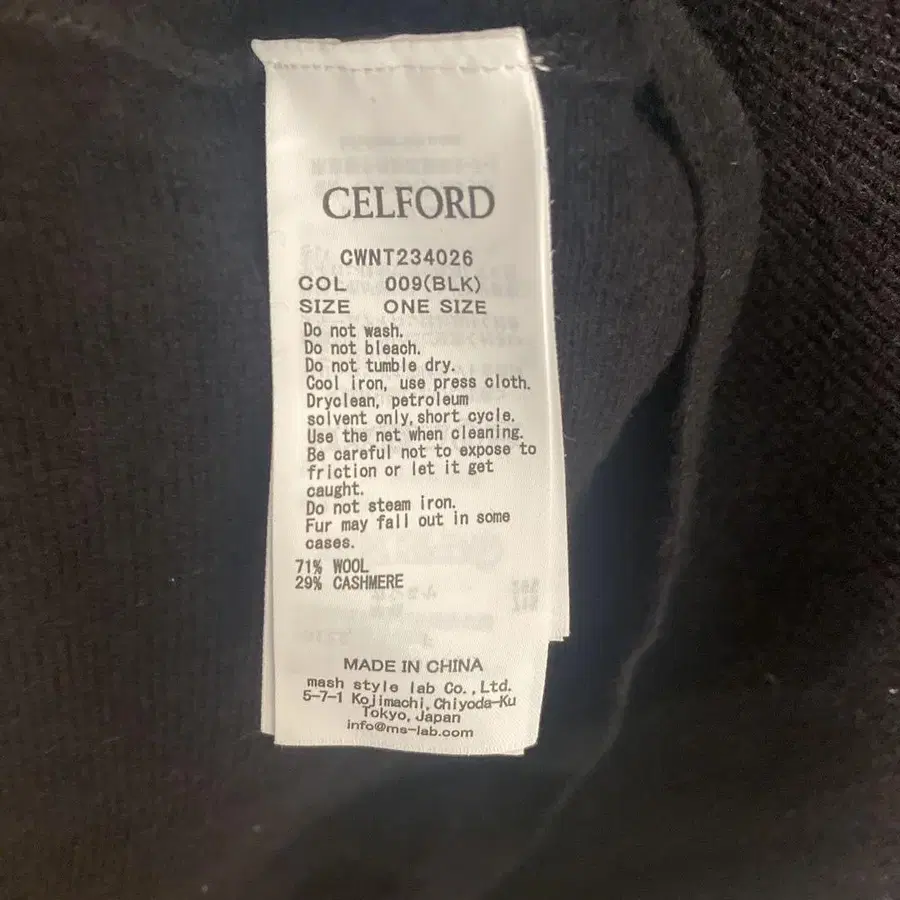 CELFORD
CWNT234026
COL 009(BLK)
SIZE ONE SIZE
Do not wash.
Do not bleach.
Do not tumble dry.
Cool iron, use press cloth.
Dryclean, petroleum
solvent only,short cycle.
Use the net when cleaning.
Be careful not to expose to
friction or let it get
caught.
Do not steam iron.
Fur may fall out in some
cases.
71% WOOL
29% CASHMERE
MADE IN CHINA
mash style lab Co.,Ltd.
5-7-1 Kojimachi,Chiyoda-Ku
Tokyo,Japan
info@ms-lab.com